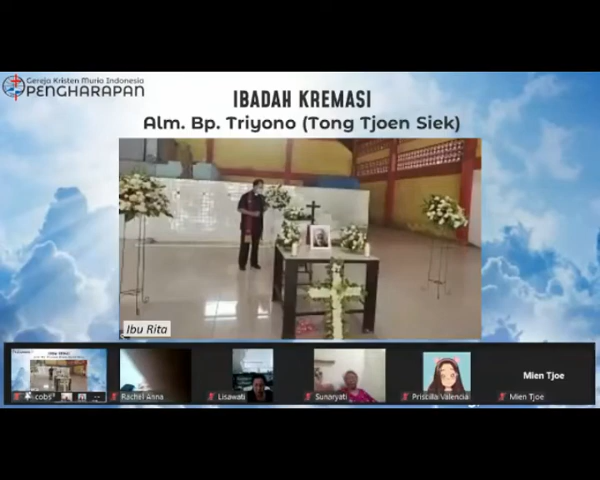 Gereja Kristen Muria Indonesia
PENGHARAPAN
IBADAH KREMASI
Alm. Bp. Triyono (Tong Tjoen Siek)
Ibu Rita
Mien Tjoe
Rachel Anna
Lisawati
Sunaryati
Priscilla Valencia
Mien Tjoe